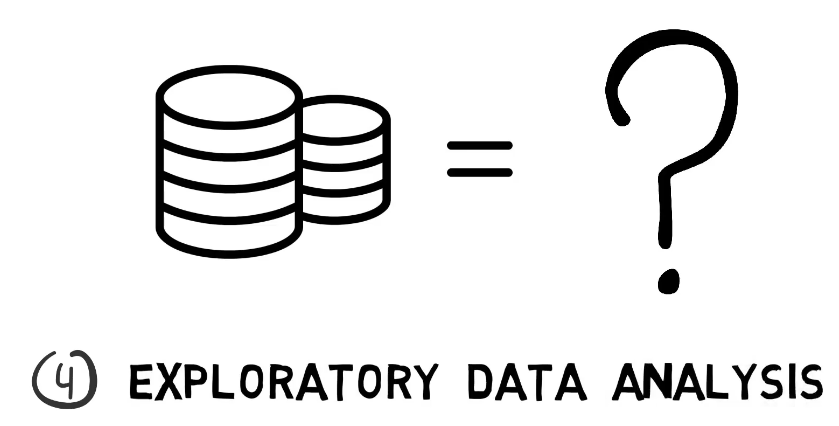 = ?
4 EXPLORATORY DATA ANALYSIS